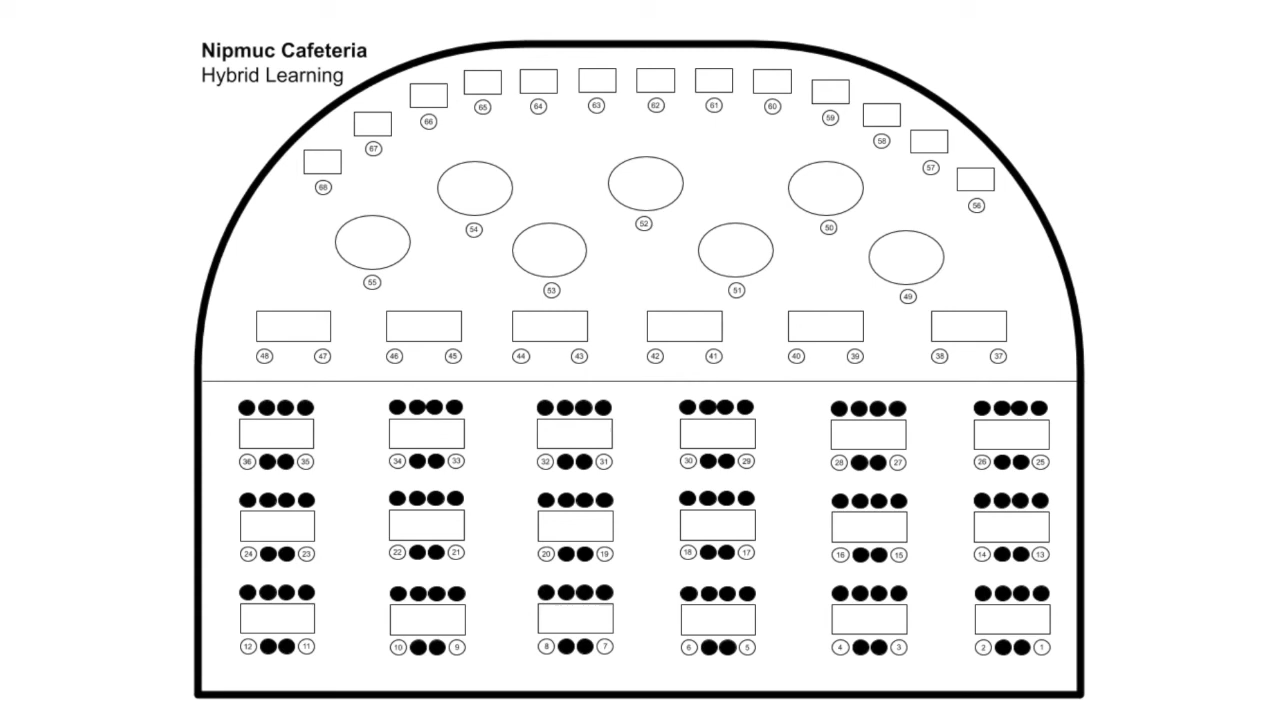 Nipmuc Cafeteria
Hybrid Learning
65 64 63 62 61 60
66 59
67 58
68 57
56
54 52 50
55 53 51 49
48 47 46 45 44 43 42 41 40 39 38 37
36 35 34 33 32 31 30 29 28 27 26 25
24 23 22 21 20 19 18 17 16 15 14 13
12 11 10 9 8 7 6 5 4 3 2 1